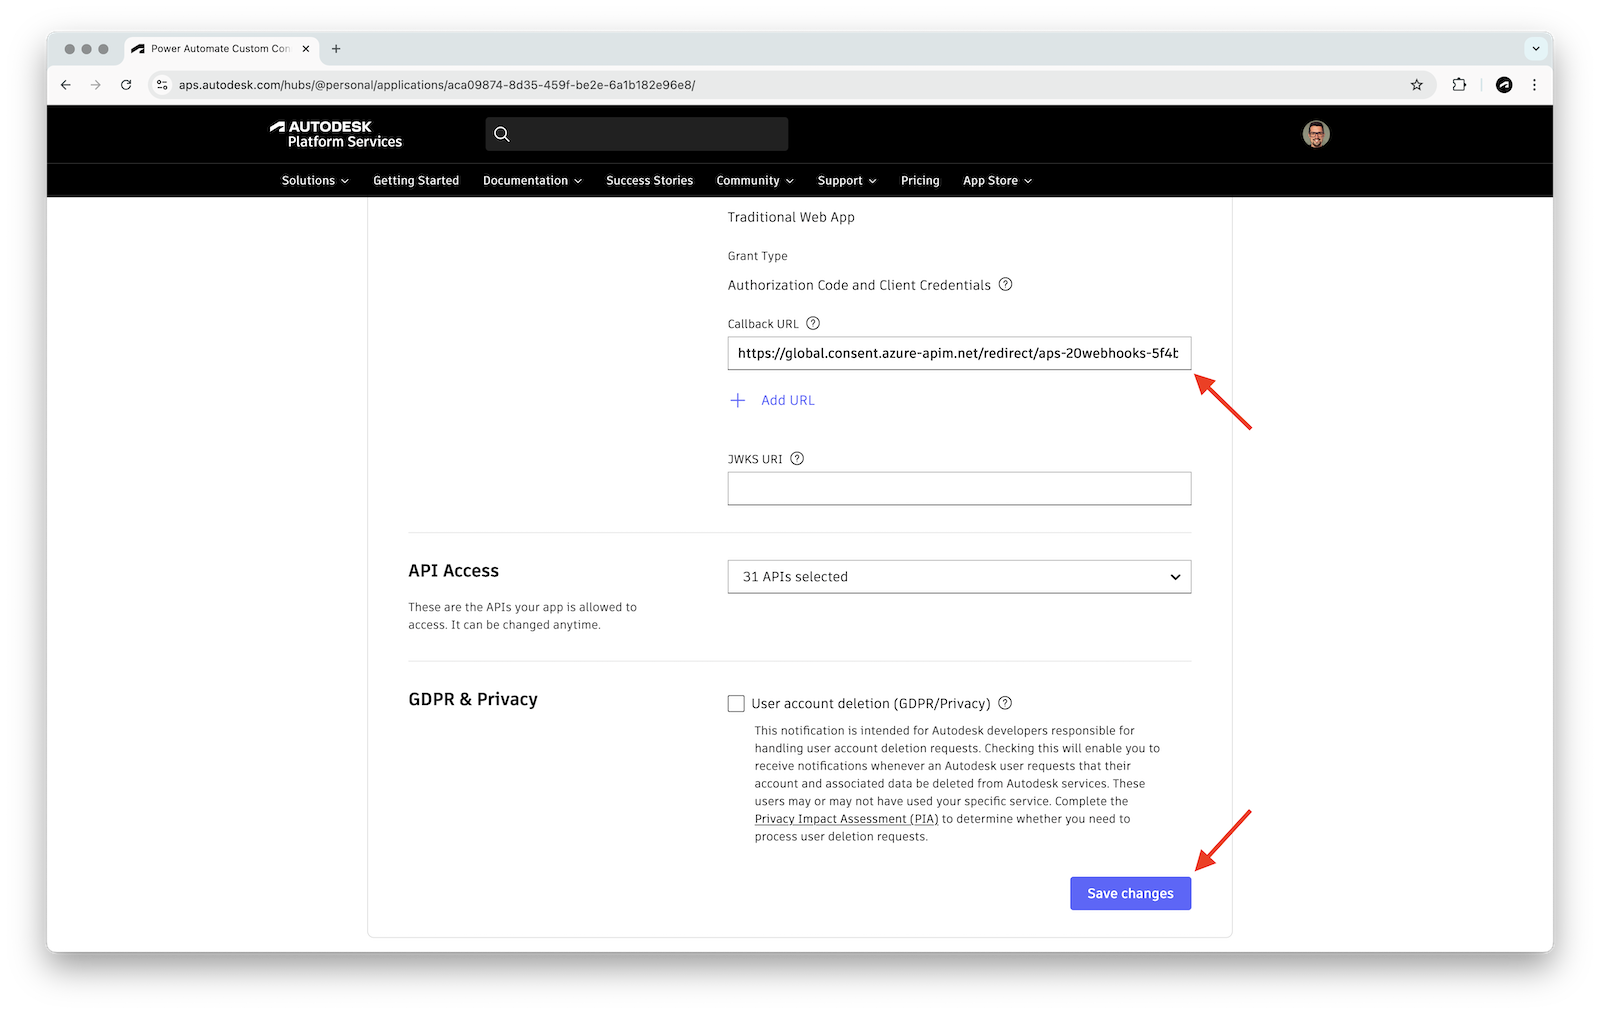 Power Automate Custom Con
aps.autodesk.com/hubs/@personal/applications/aca09874-8d35-459f-be2e-6a1b182e96e8/
AUTODESK
Platform Services
Solutions
Getting Started
Documentation
Success Stories
Community
Support
Pricing
App Store
Traditional Web App
Grant Type
Authorization Code and Client Credentials
Callback URL
https://global.consent.azure-apim.net/redirect/aps-20webhooks-5f4b
Add URL
JWKS URI
API Access
These are the APIs your app is allowed to
access. It can be changed anytime.
31 APIs selected
GDPR & Privacy
User account deletion (GDPR/Privacy)
This notification is intended for Autodesk developers responsible for
handling user account deletion requests. Checking this will enable you to
receive notifications whenever an Autodesk user requests that their
account and associated data be deleted from Autodesk services. These
users may or may not have used your specific service. Complete the
Privacy Impact Assessment (PIA) to determine whether you need to
process user deletion requests.
Save changes